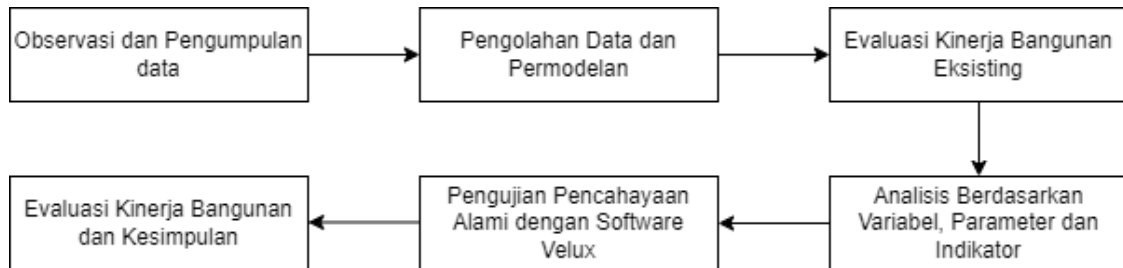 Observasi dan Pengumpulan
data
Pengolahan Data dan
Permodelan
Evaluasi Kinerja Bangunan
Eksisting
Analisis Berdasarkan
Variabel, Parameter dan
Indikator
Pengujian Pencahayaan
Alami dengan Software
Velux
Evaluasi Kinerja Bangunan
dan Kesimpulan